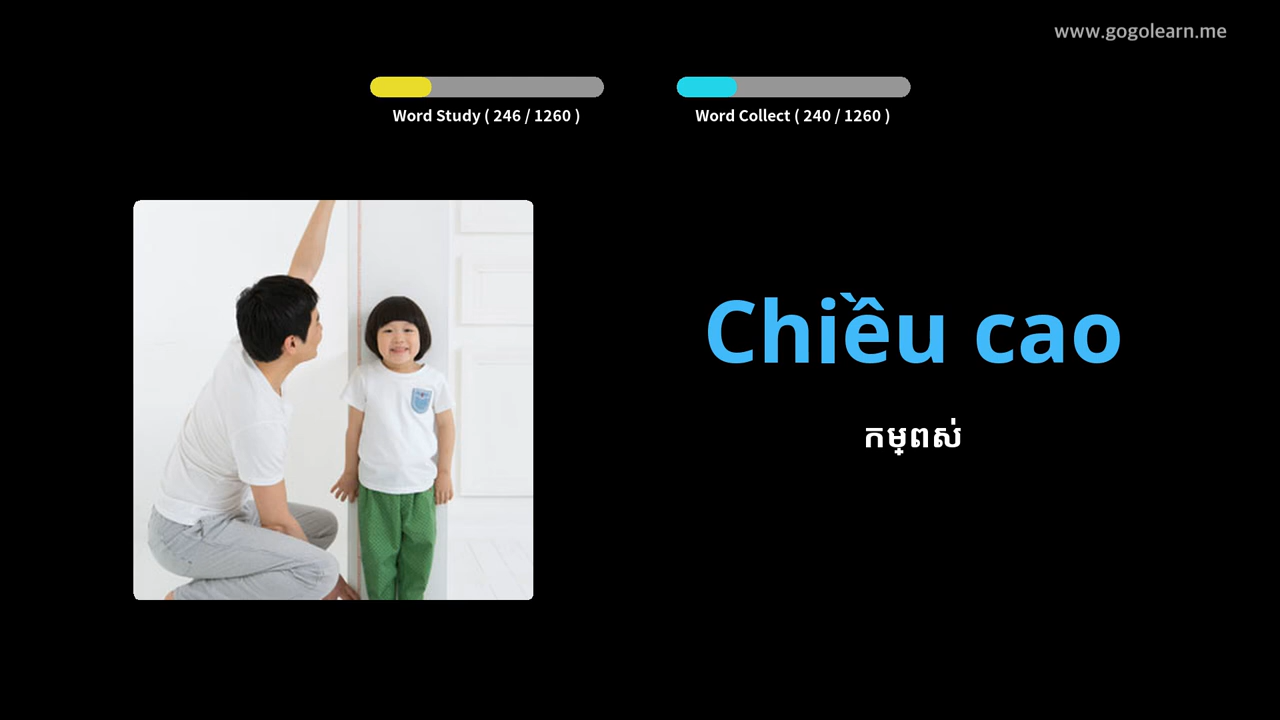 www.gogolearn.me
Word Study ( 246 / 1260 )
Word Collect ( 240 / 1260 )
Chiều cao
កម្ពស់